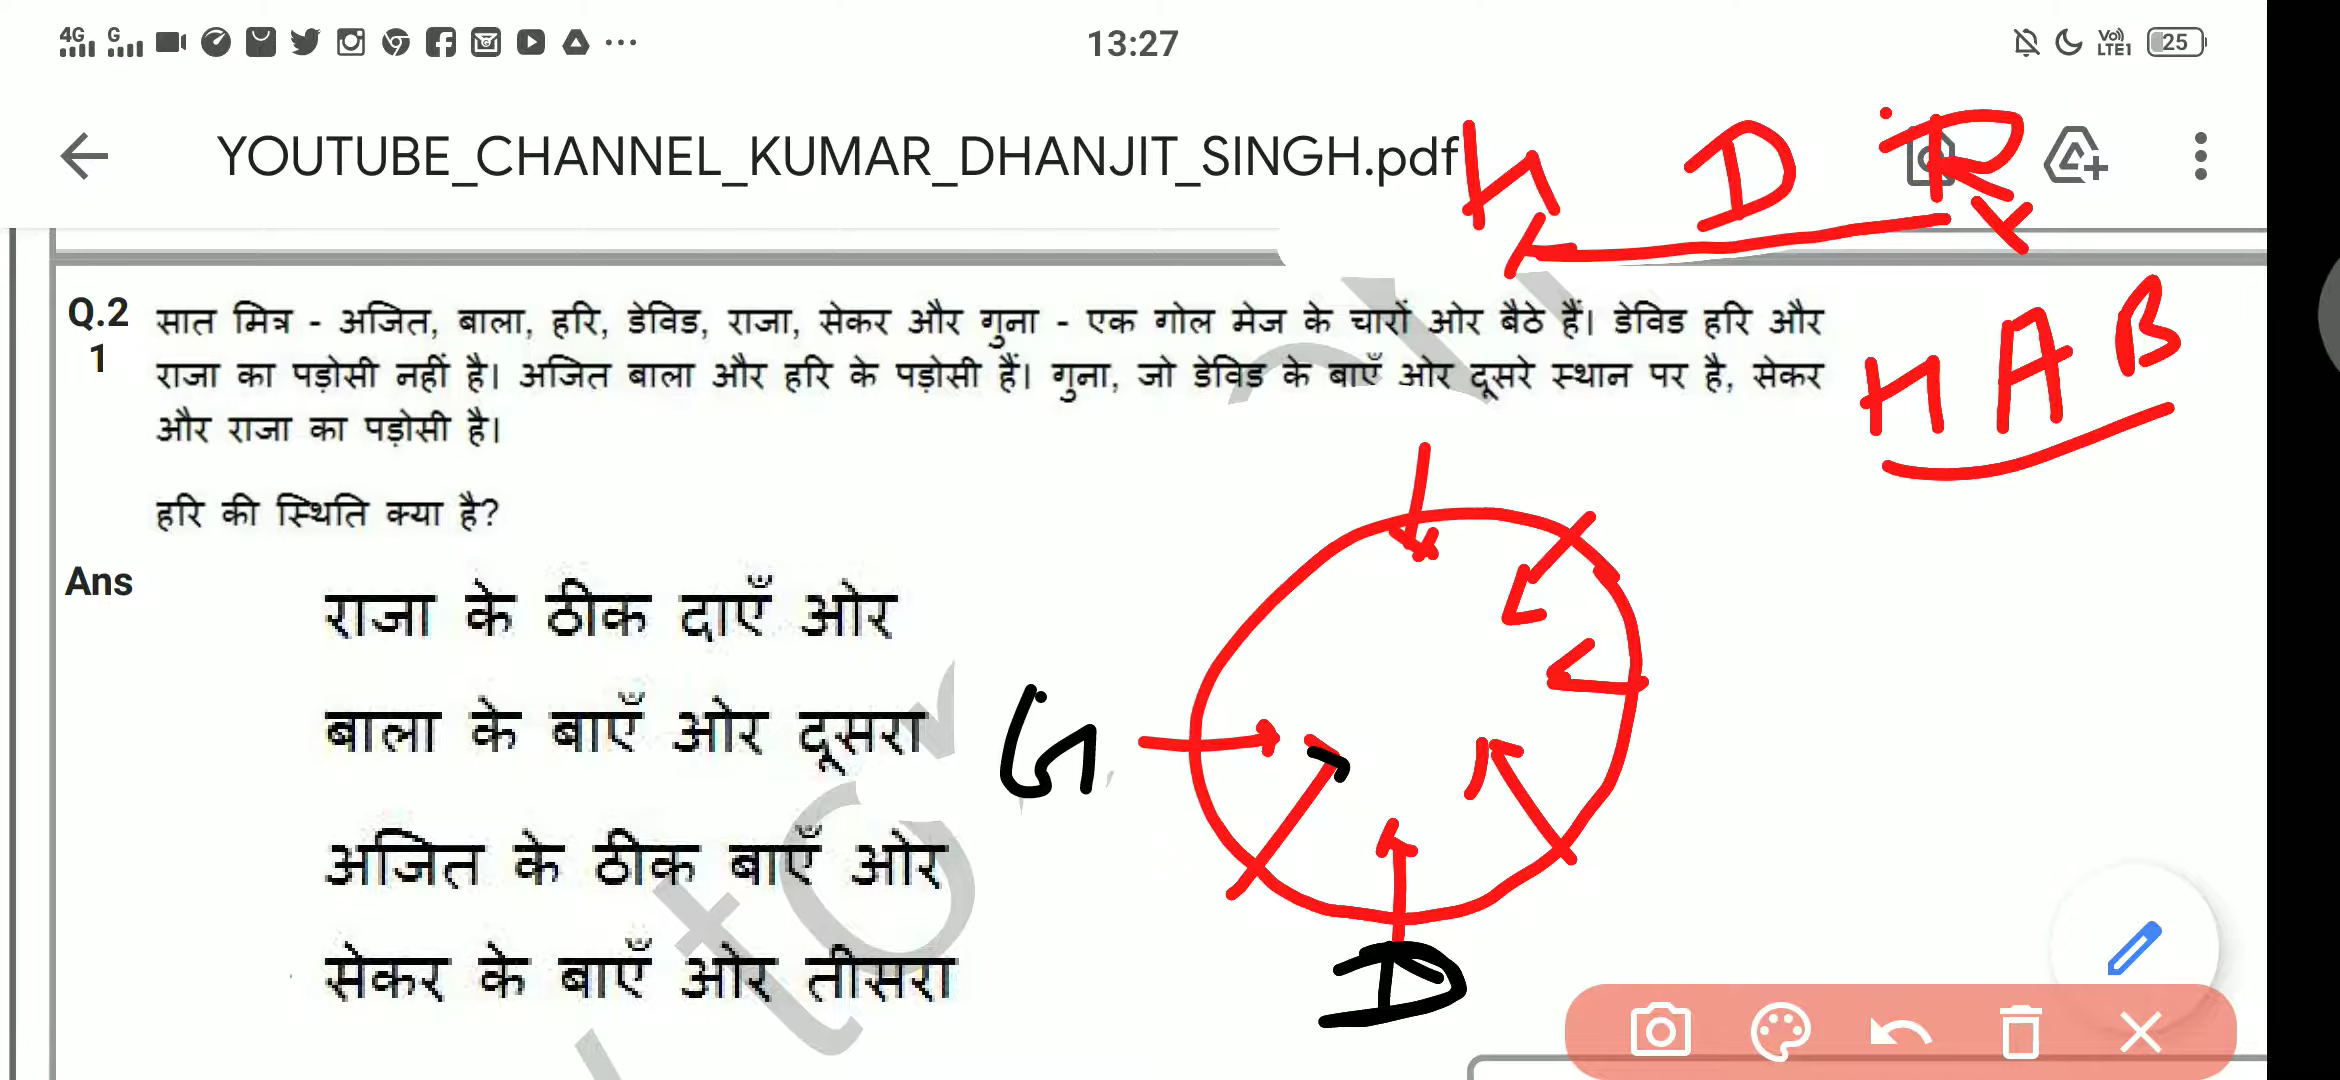 4G G 13:27 Vo) LTE1 25
YOUTUBE_CHANNEL_KUMAR_DHANJIT_SINGH.pdf
H D R
Q.2 सात मित्र - अजित, बाला, हरि, डेविड, राजा, सेकर और गुना - एक गोल मेज के चारों ओर बैठे हैं। डेविड हरि और
1 राजा का पड़ोसी नहीं है। अजित बाला और हरि के पड़ोसी हैं। गुना, जो डेविड के बाएँ ओर दूसरे स्थान पर है, सेकर
और राजा का पड़ोसी है।
H A B
हरि की स्थिति क्या है?
Ans राजा के ठीक दाएँ ओर
बाला के बाएँ ओर दूसरा
G
अजित के ठीक बाएँ ओर
सेकर के बाएँ ओर तीसरा
D